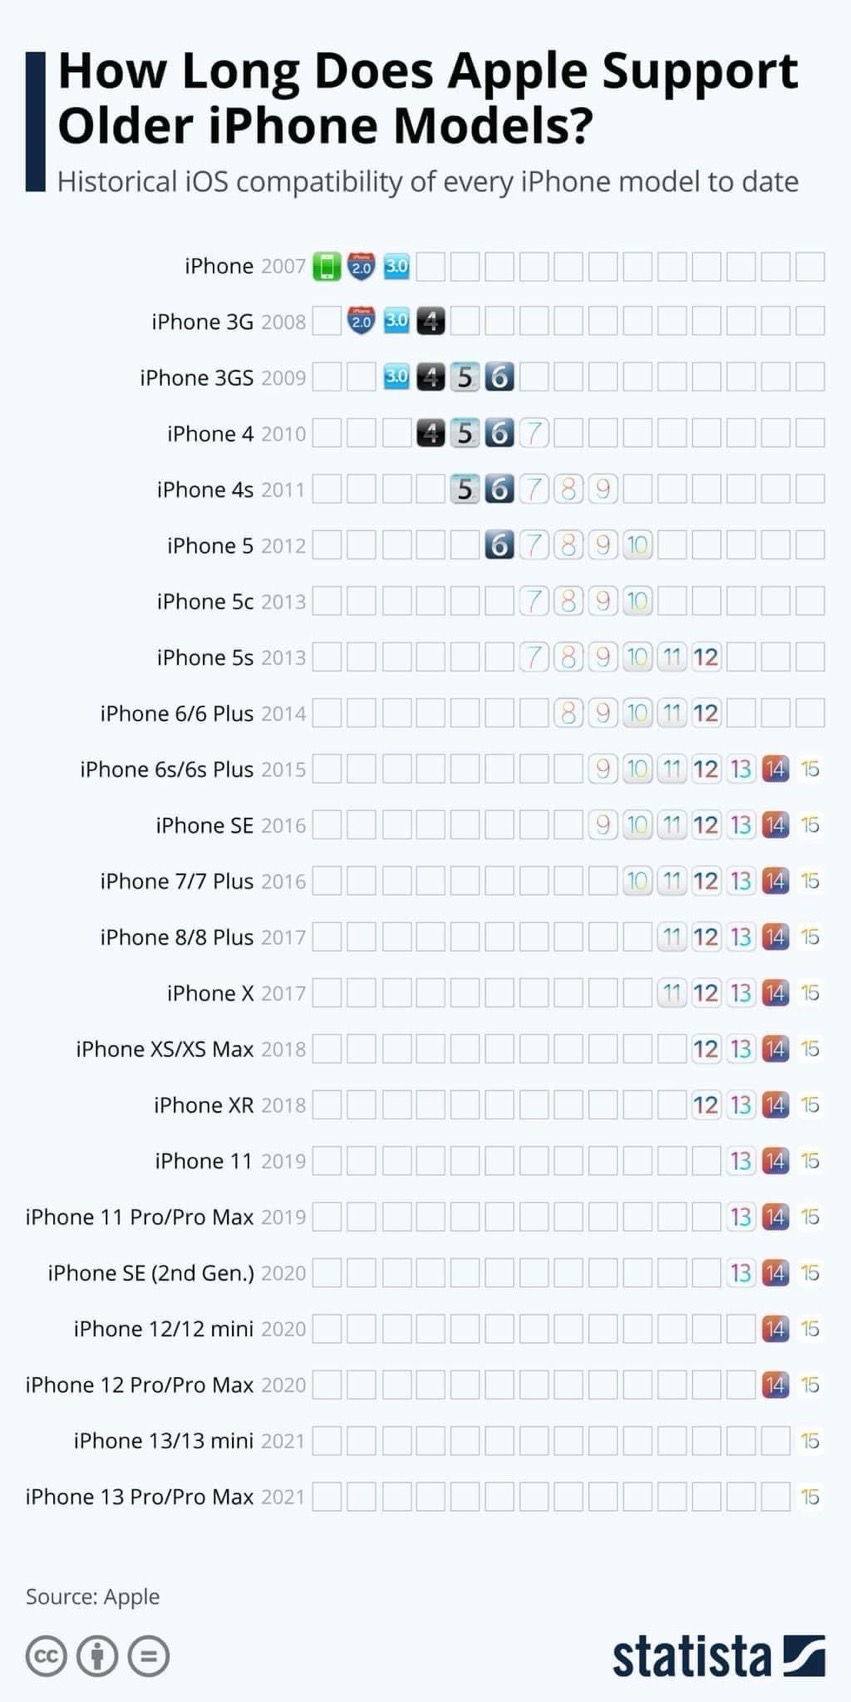 How Long Does Apple Support
Older iPhone Models?
Historical iOS compatibility of every iPhone model to date
iPhone 2007 iPhone 2.0 3.0
iPhone 3G 2008 iPhone 2.0 3.0 4
iPhone 3GS 2009 3.0 4 5 6
iPhone 4 2010 4 5 6 7
iPhone 4s 2011 5 6 7 8 9
iPhone 5 2012 6 7 8 9 10
iPhone 5c 2013 7 8 9 10
iPhone 5s 2013 7 8 9 10 11 12
iPhone 6/6 Plus 2014 8 9 10 11 12
iPhone 6s/6s Plus 2015 9 10 11 12 13 14 15
iPhone SE 2016 9 10 11 12 13 14 15
iPhone 7/7 Plus 2016 10 11 12 13 14 15
iPhone 8/8 Plus 2017 11 12 13 14 15
iPhone X 2017 11 12 13 14 15
iPhone XS/XS Max 2018 12 13 14 15
iPhone XR 2018 12 13 14 15
iPhone 11 2019 13 14 15
iPhone 11 Pro/Pro Max 2019 13 14 15
iPhone SE (2nd Gen.) 2020 13 14 15
iPhone 12/12 mini 2020 14 15
iPhone 12 Pro/Pro Max 2020 14 15
iPhone 13/13 mini 2021 15
iPhone 13 Pro/Pro Max 2021 15
Source: Apple
cc
statista